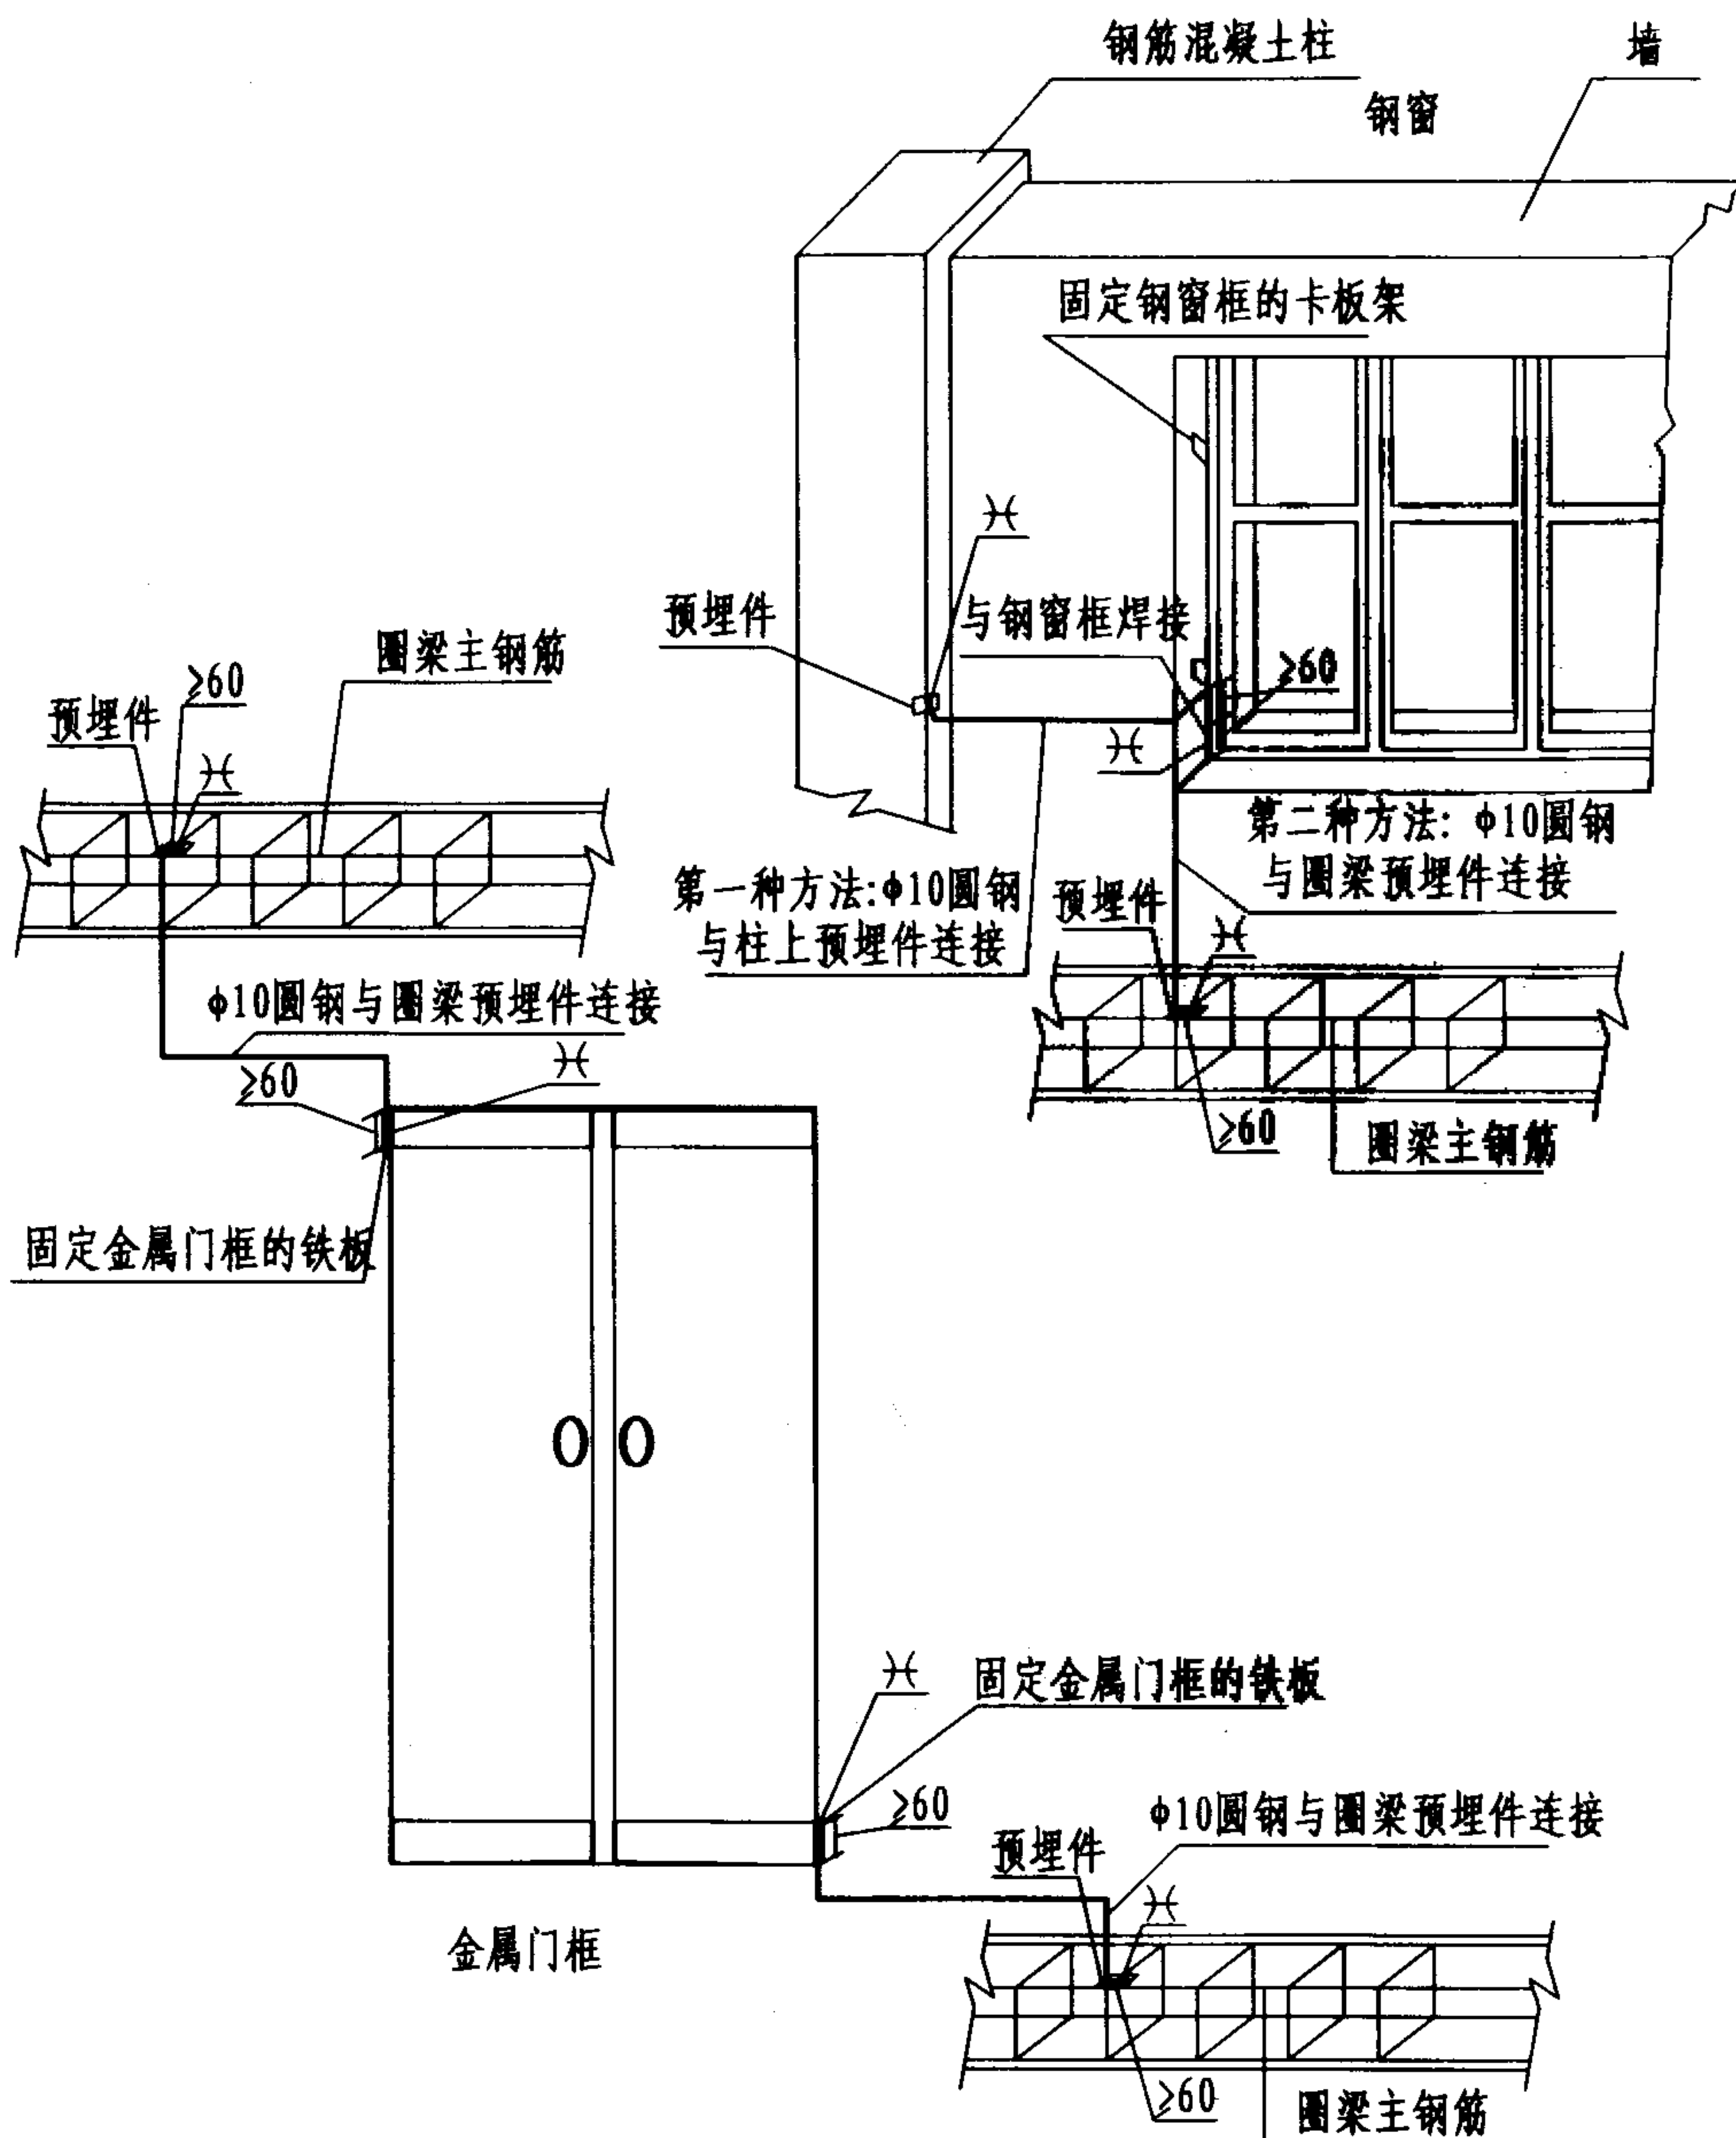 钢筋混凝土柱
墙
钢窗
固定钢窗框的卡板架
预埋件
与钢窗框焊接
≥60
圈梁主钢筋
≥60
预埋件
第一种方法:φ10圆钢
与柱上预埋件连接
第二种方法: φ10圆钢
与圈梁预埋件连接
预埋件
≥60
圈梁主钢筋
φ10圆钢与圈梁预埋件连接
≥60
固定金属门框的铁板
固定金属门框的铁板
≥60
φ10圆钢与圈梁预埋件连接
预埋件
金属门框
≥60
圈梁主钢筋